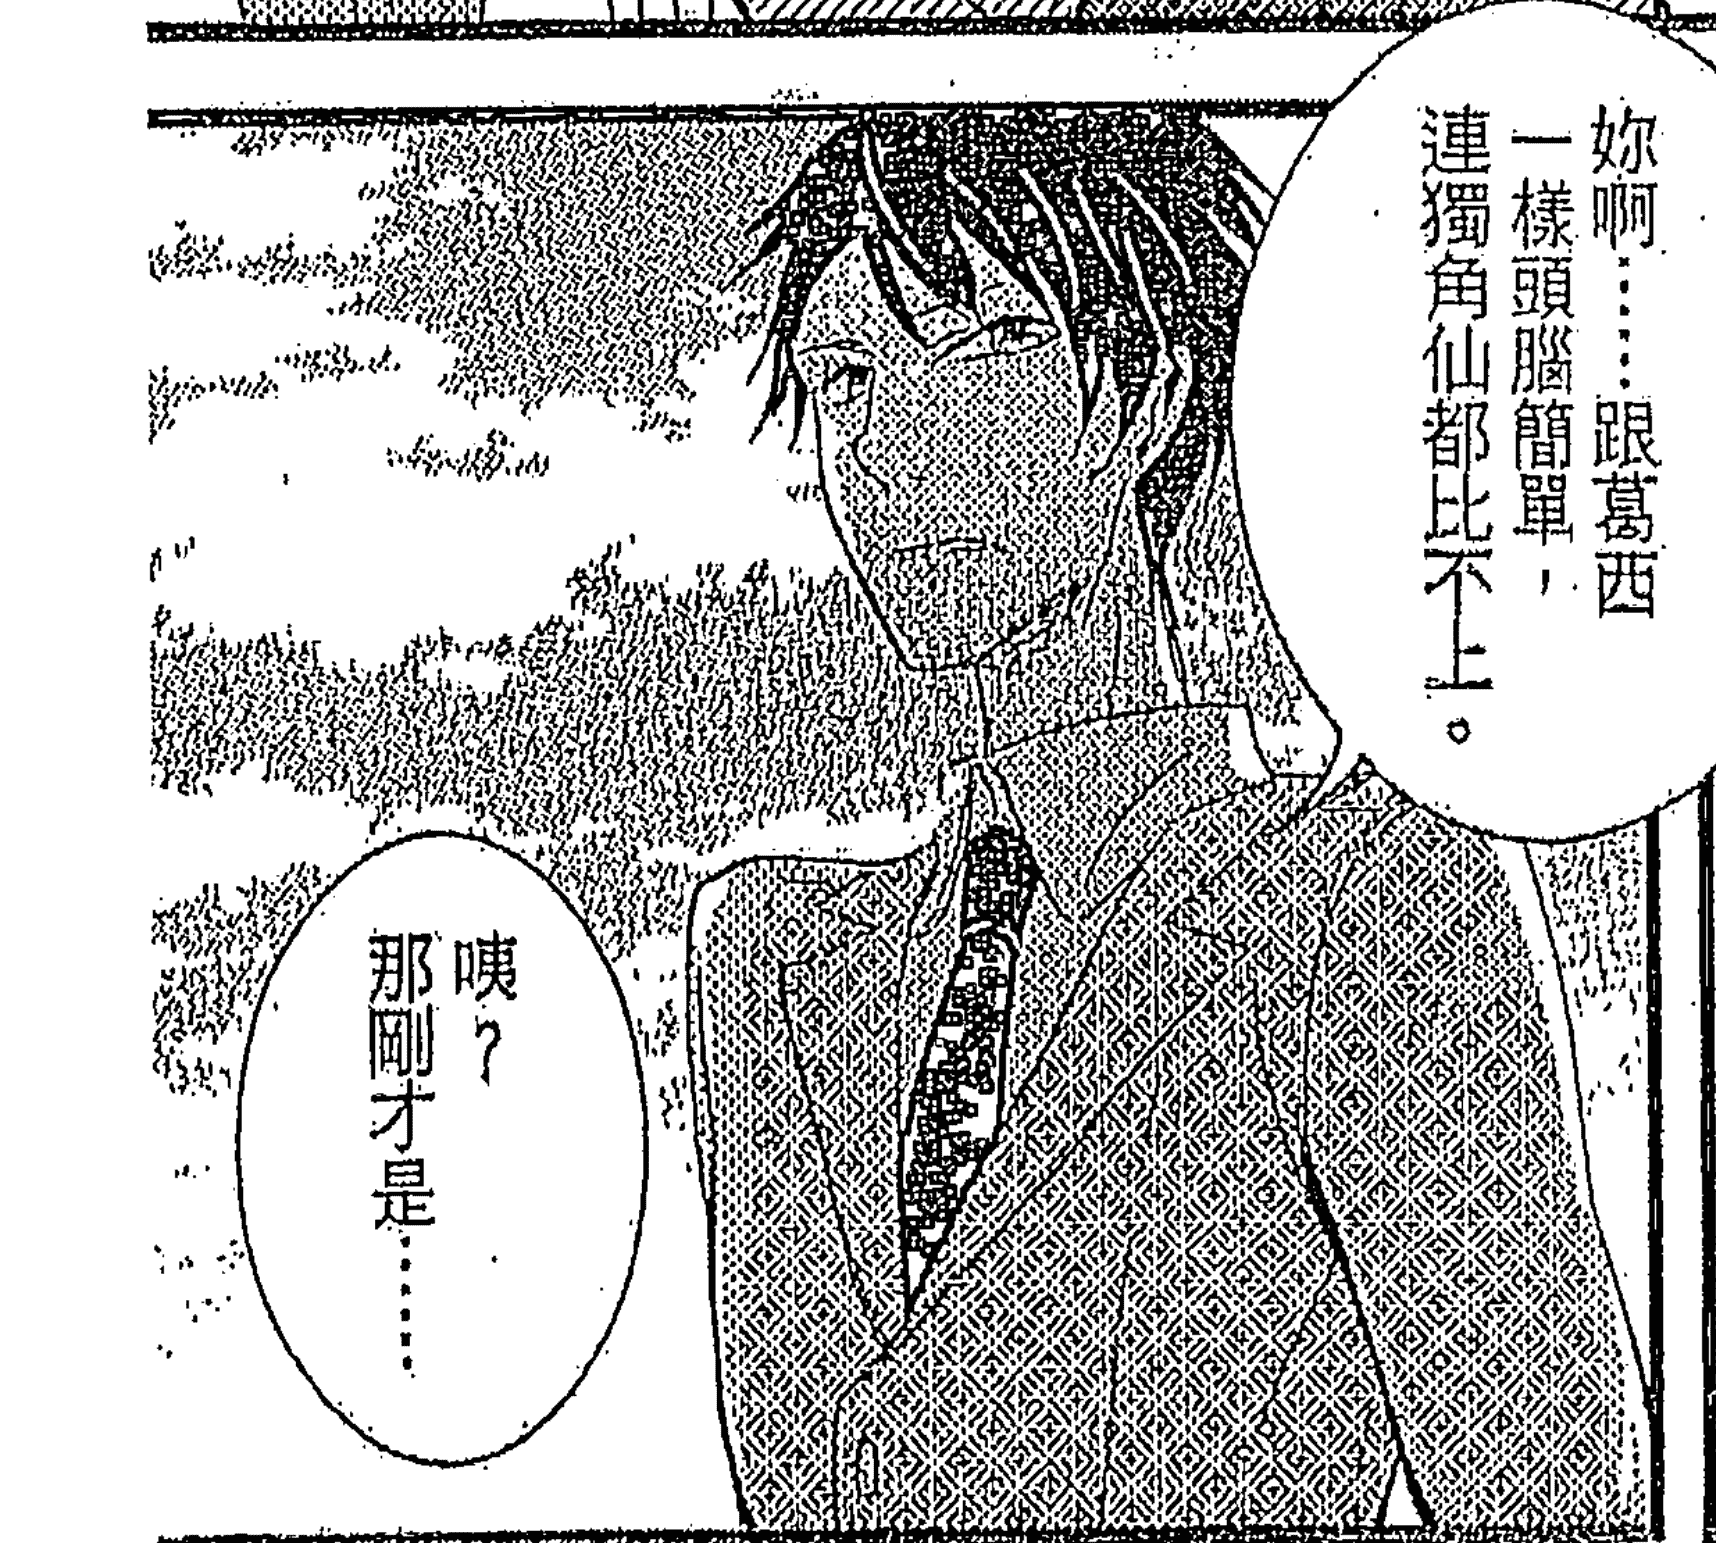 妳啊……跟葛西
一樣頭腦簡單，
連獨角仙都比不上。
咦？
那剛才是……